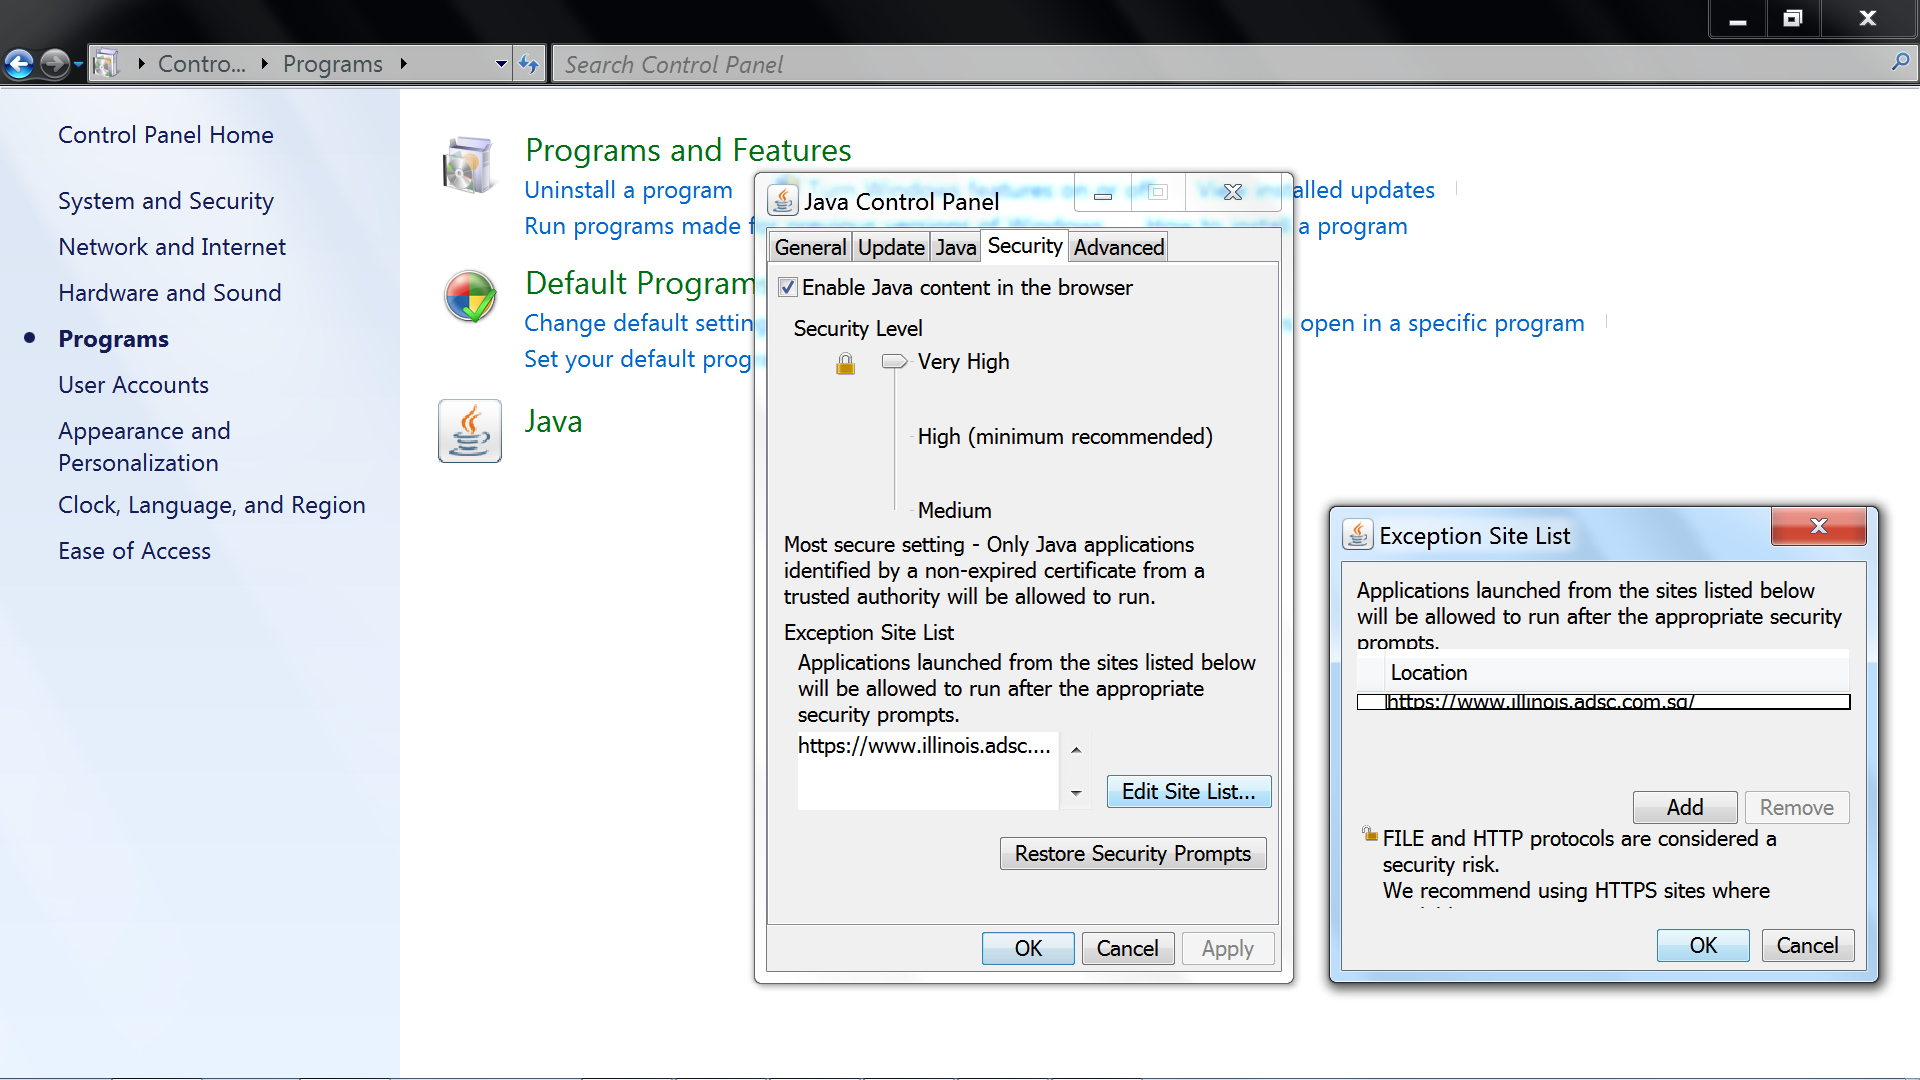 Contro... Programs
Search Control Panel
Control Panel Home
System and Security
Network and Internet
Hardware and Sound
Programs
User Accounts
Appearance and
Personalization
Clock, Language, and Region
Ease of Access
Programs and Features
Uninstall a program
alled updates
Run programs made f
a program
Default Program
Change default setting
open in a specific program
Set your default prog
Java
Java Control Panel
General Update Java Security Advanced
Enable Java content in the browser
Security Level
Very High
High (minimum recommended)
Medium
Most secure setting - Only Java applications
identified by a non-expired certificate from a
trusted authority will be allowed to run.
Exception Site List
Applications launched from the sites listed below
will be allowed to run after the appropriate
security prompts.
https://www.illinois.adsc....
Edit Site List...
Restore Security Prompts
OK Cancel Apply
Exception Site List
Applications launched from the sites listed below
will be allowed to run after the appropriate security
prompts.
Location
https://www.illinois.adsc.com.sg/
Add Remove
FILE and HTTP protocols are considered a
security risk.
We recommend using HTTPS sites where
OK Cancel